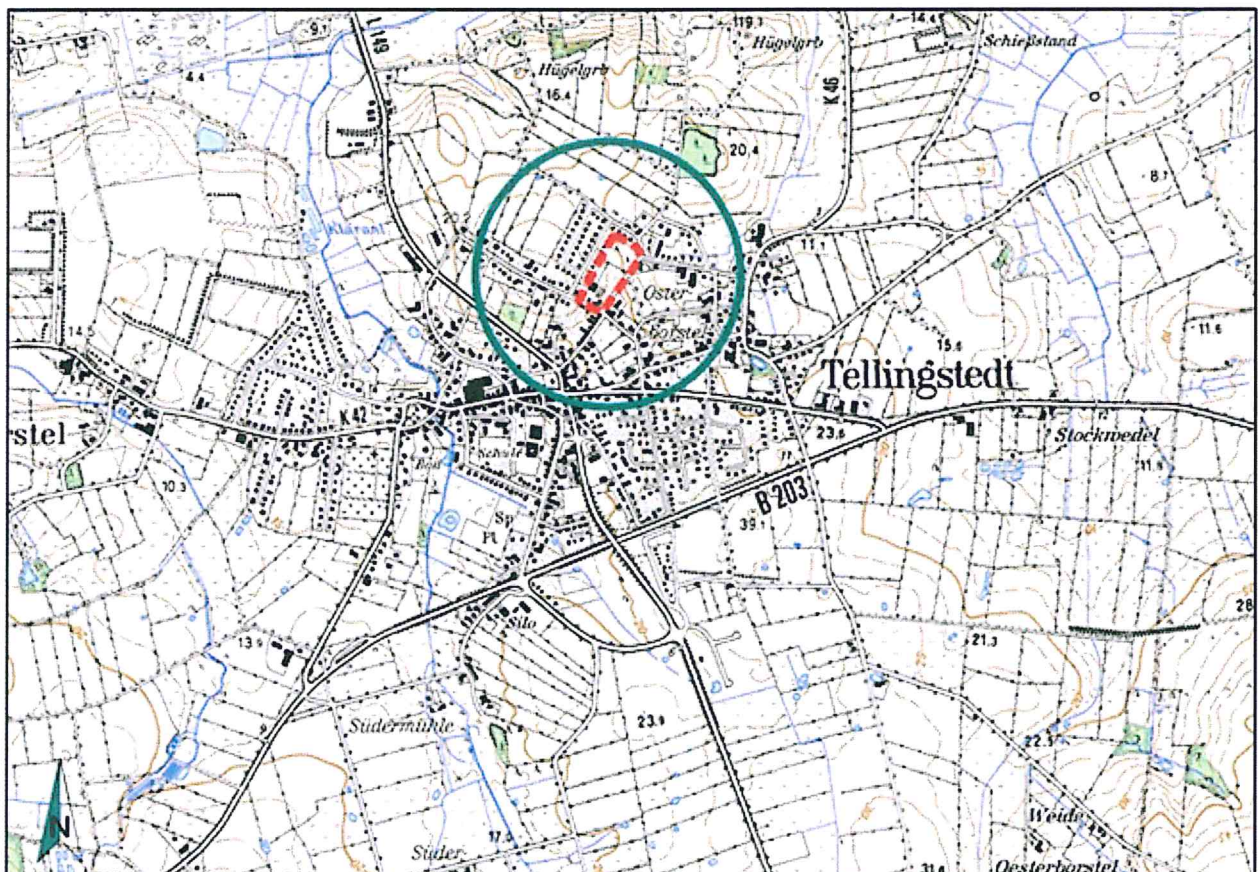 9.1
L 149
119.1
Hügelgrb
14.4
Schießstand
4.4
Hügelgrb
16.4
K 46
20.4
8.7
Kläranl
11.1
Oster
borstel
14.5
11.6
15.6
Tellingstedt
K 42
rstel
23.6
Stockwedel
Schule
Bad
11.8
10.3
B 203
39.1
Sp
Pl
28
Silo
13.9
21.3
Südermühle
23.9
22.3
17.0
Weide
Süder
31.6
Oesterborstel
N